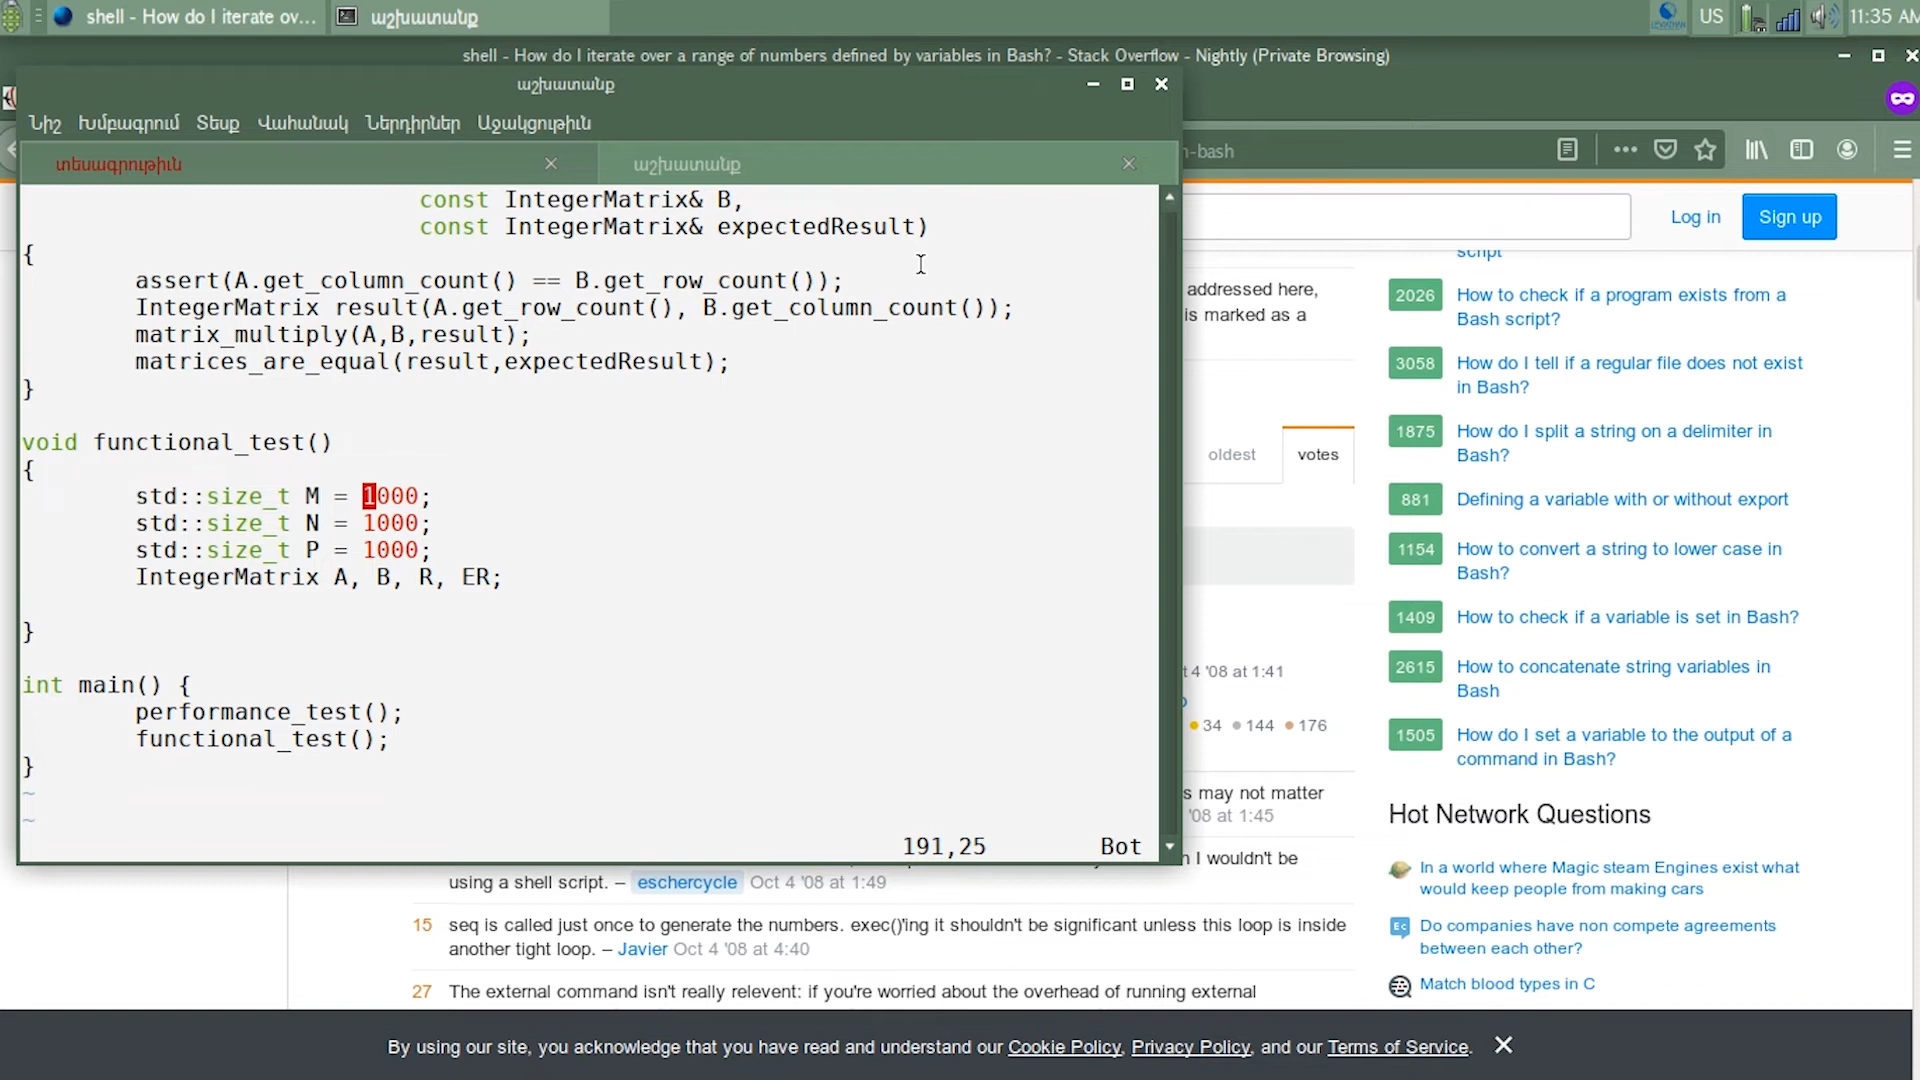 shell - How do I iterate ov...
աշխատանք
US
11:35 AM
shell - How do I iterate over a range of numbers defined by variables in Bash? - Stack Overflow - Nightly (Private Browsing)
աշխատանք
Նիշ Խմբագրում Տեսք Վահանակ Ներդիրներ Աջակցութիւն
տեսագրութիւն
աշխատանք
n-bash
const IntegerMatrix& B,
const IntegerMatrix& expectedResult)
{
assert(A.get_column_count() == B.get_row_count());
IntegerMatrix result(A.get_row_count(), B.get_column_count());
matrix_multiply(A,B,result);
matrices_are_equal(result,expectedResult);
}
void functional_test()
{
std::size_t M = 1000;
std::size_t N = 1000;
std::size_t P = 1000;
IntegerMatrix A, B, R, ER;
}
int main() {
performance_test();
functional_test();
}
~
~
191,25 Bot
Log in
Sign up
addressed here,
is marked as a
oldest votes
t 4 '08 at 1:41
34 144 176
s may not matter
'08 at 1:45
I wouldn't be
using a shell script. – eschercycle Oct 4 '08 at 1:49
15 seq is called just once to generate the numbers. exec()'ing it shouldn't be significant unless this loop is inside
another tight loop. – Javier Oct 4 '08 at 4:40
27 The external command isn't really relevent: if you're worried about the overhead of running external
script
2026 How to check if a program exists from a
Bash script?
3058 How do I tell if a regular file does not exist
in Bash?
1875 How do I split a string on a delimiter in
Bash?
881 Defining a variable with or without export
1154 How to convert a string to lower case in
Bash?
1409 How to check if a variable is set in Bash?
2615 How to concatenate string variables in
Bash
1505 How do I set a variable to the output of a
command in Bash?
Hot Network Questions
In a world where Magic steam Engines exist what
would keep people from making cars
Do companies have non compete agreements
between each other?
Match blood types in C
By using our site, you acknowledge that you have read and understand our Cookie Policy, Privacy Policy, and our Terms of Service.